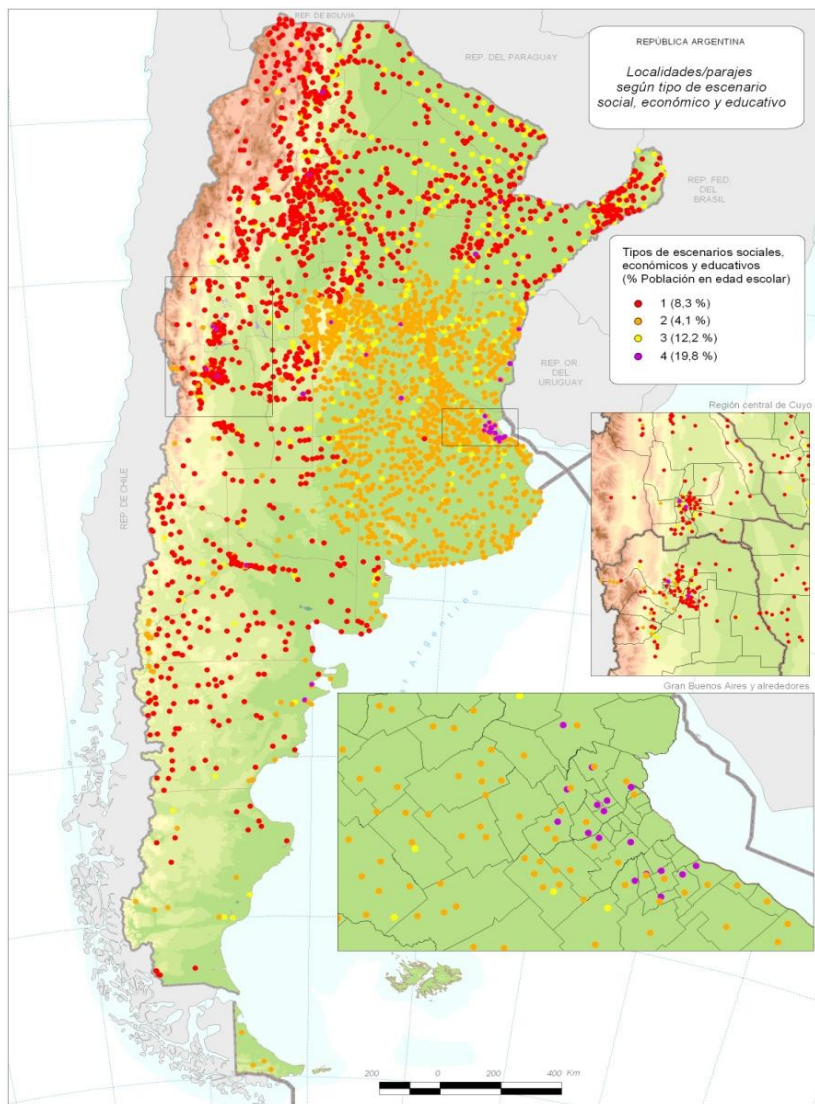 REP. DE BOLIVIA
REPÚBLICA ARGENTINA
Localidades/parajes
según tipo de escenario
social, económico y educativo
REP. DEL PARAGUAY
REP. FED.
DEL
BRASIL
Tipos de escenarios sociales,
económicos y educativos
(% Población en edad escolar)
1 (8,3 %)
2 (4,1 %)
3 (12,2 %)
4 (19,8 %)
REP. OR.
DEL
URUGUAY
Región central de Cuyo
REP. DE CHILE
Argentino
Gran Buenos Aires y alrededores
200 0 200 400 Km